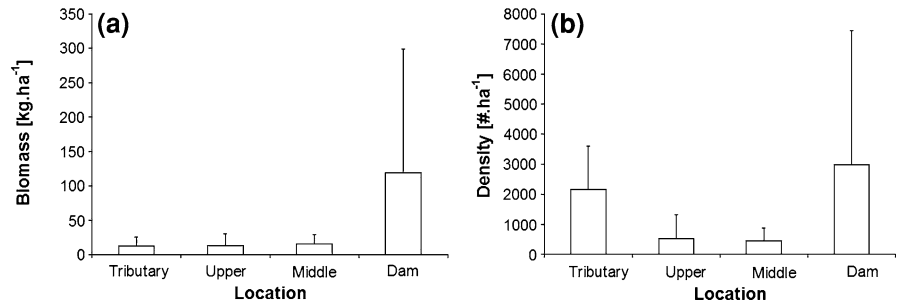 (a)
Biomass [kg.ha-1]
350
300
250
200
150
100
50
0
Tributary Upper Middle Dam
Location
(b)
Density [#.ha-1]
8000
7000
6000
5000
4000
3000
2000
1000
0
Tributary Upper Middle Dam
Location